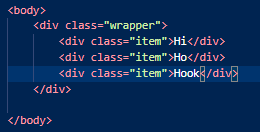 <body>
<div class="wrapper">
<div class="item">Hi</div>
<div class="item">Ho</div>
<div class="item">Hook</div>
</div>
</body>